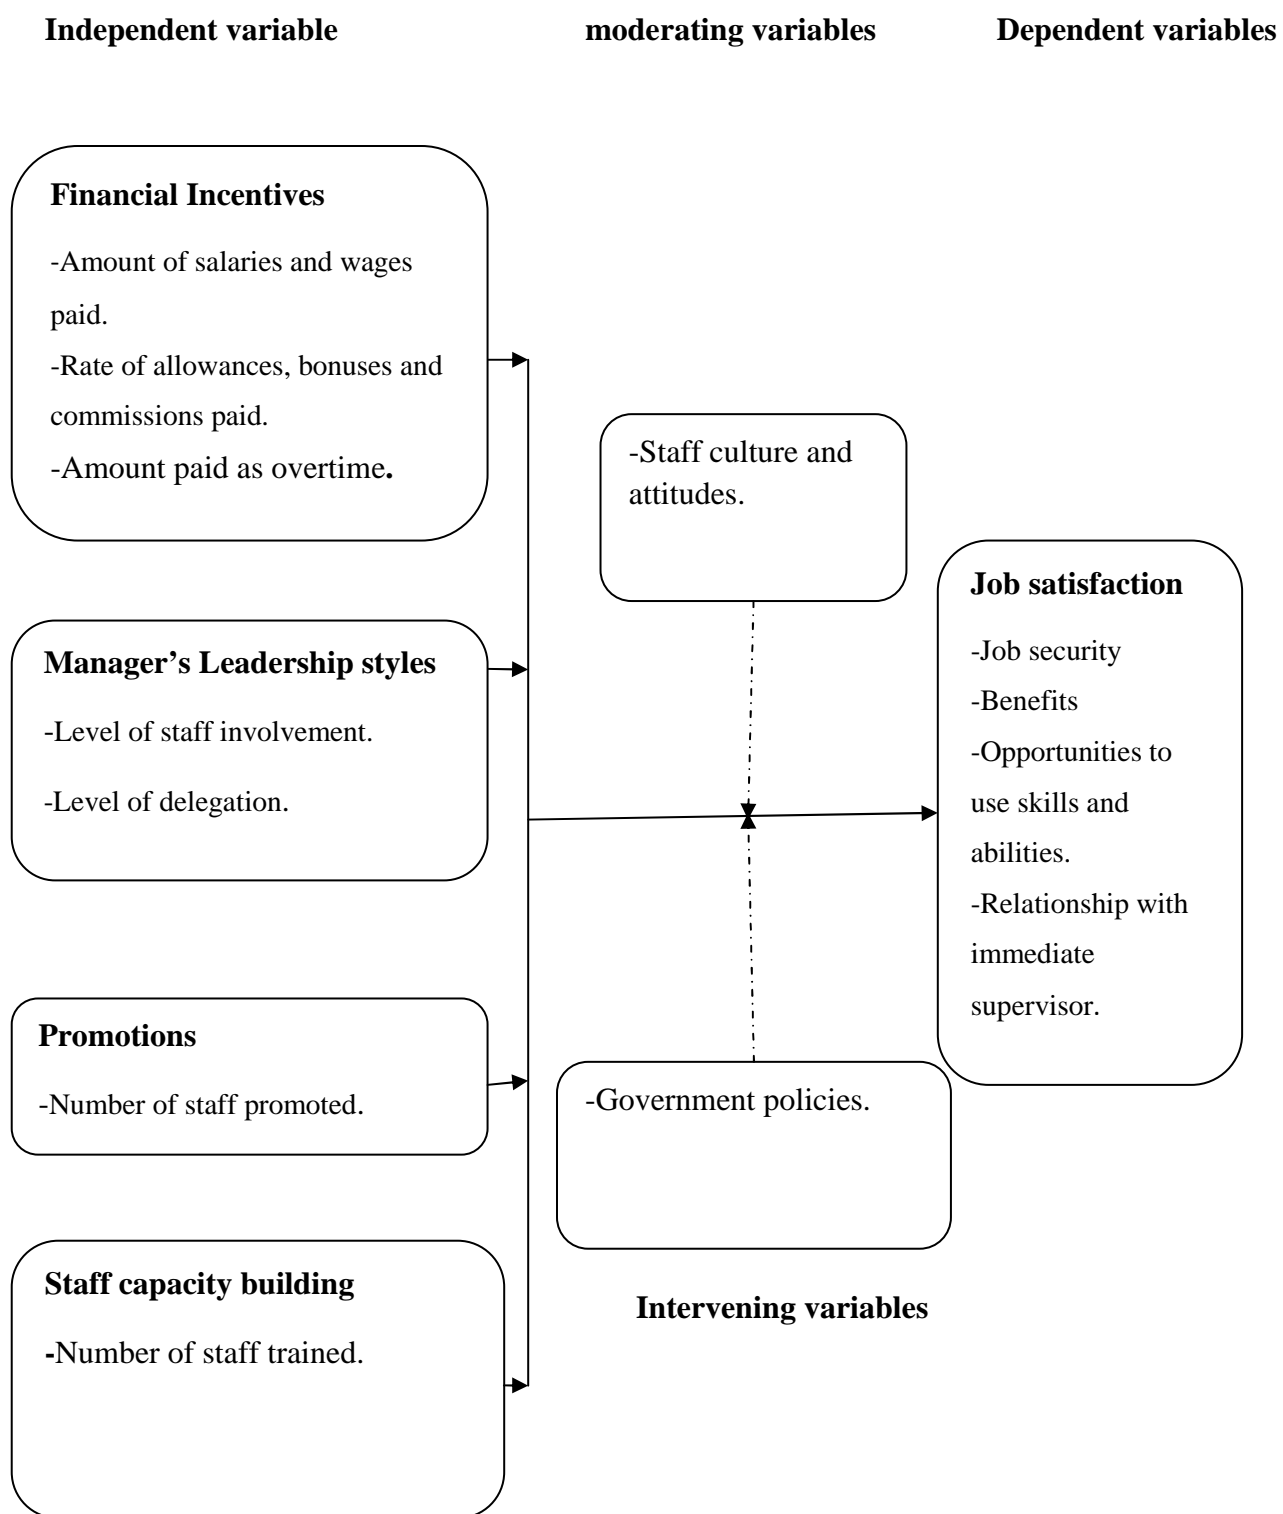 Independent variable
moderating variables
Dependent variables
Financial Incentives
-Amount of salaries and wages
paid.
-Rate of allowances, bonuses and
commissions paid.
-Amount paid as overtime.
Manager’s Leadership styles
-Level of staff involvement.
-Level of delegation.
Promotions
-Number of staff promoted.
Staff capacity building
-Number of staff trained.
-Staff culture and
attitudes.
-Government policies.
Intervening variables
Job satisfaction
-Job security
-Benefits
-Opportunities to
use skills and
abilities.
-Relationship with
immediate
supervisor.